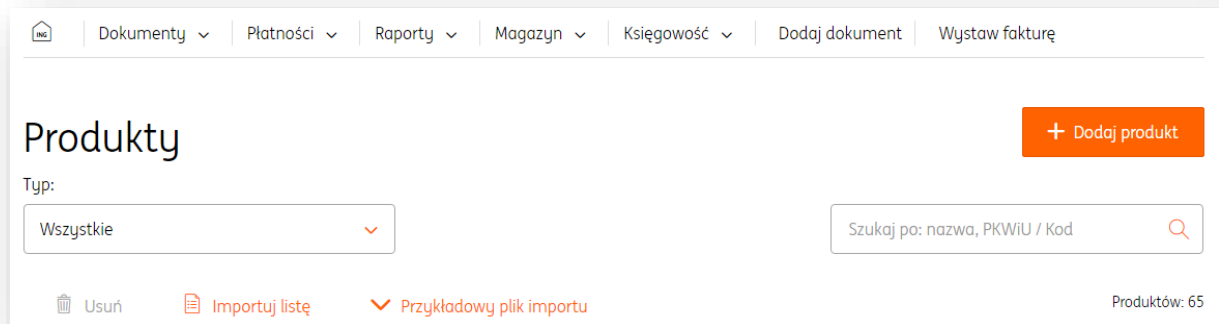 ING Dokumenty Płatności Raporty Magazyn Księgowość Dodaj dokument Wystaw fakturę
Produkty
+ Dodaj produkt
Typ:
Wszystkie
Szukaj po: nazwa, PKWiU / Kod
Usuń Importuj listę Przykładowy plik importu Produktów: 65